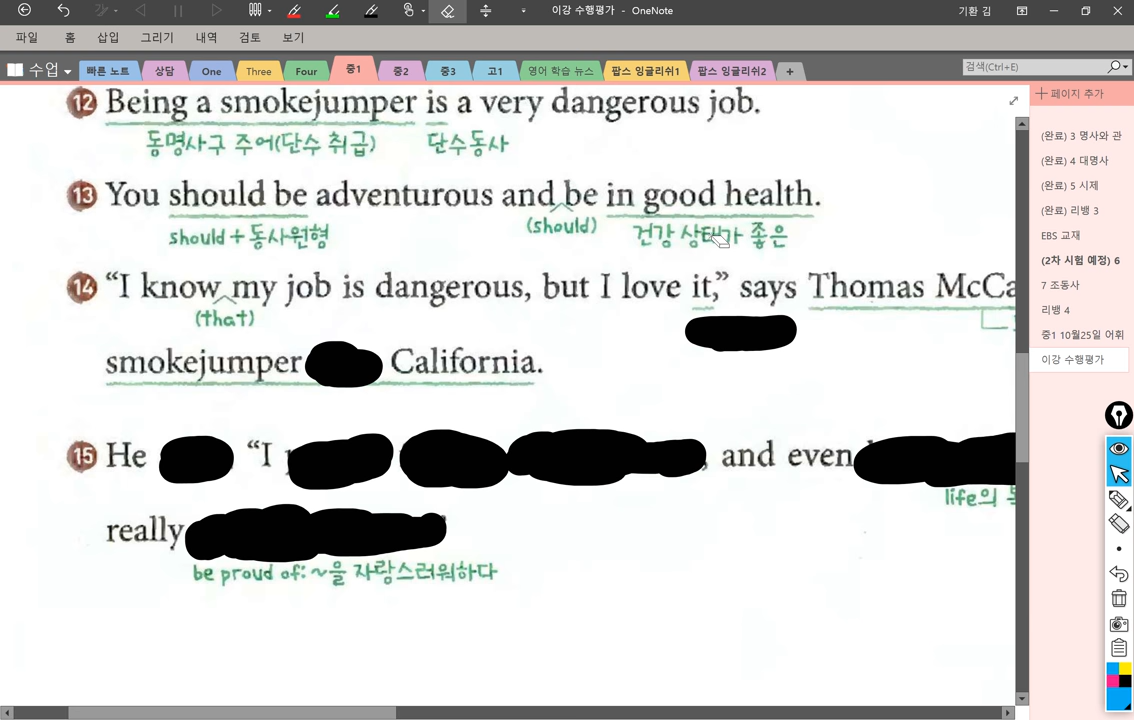 이강 수행평가 - OneNote
기환 김
파일 홈 삽입 그리기 내역 검토 보기
수업 빠른 노트 상담 One Three Four 중1 중2 중3 고1 영어 학습 뉴스 팝스 잉글리쉬1 팝스 잉글리쉬2 +
검색(Ctrl+E)
페이지 추가
(완료) 3 명사와 관
(완료) 4 대명사
(완료) 5 시제
(완료) 리뱅 3
EBS 교재
(2차 시험 예정) 6
7 조동사
리뱅 4
중1 10월25일 어휘
이강 수행평가
12 Being a smokejumper is a very dangerous job.
동명사구 주어(단수 취급) 단수동사
13 You should be adventurous and be in good health.
should + 동사원형 (should) 건강 상태가 좋은
14 “I know my job is dangerous, but I love it,” says Thomas McCa
(that)
smokejumper California.
15 He “I , and even
life의
really
be proud of: ~을 자랑스러워하다